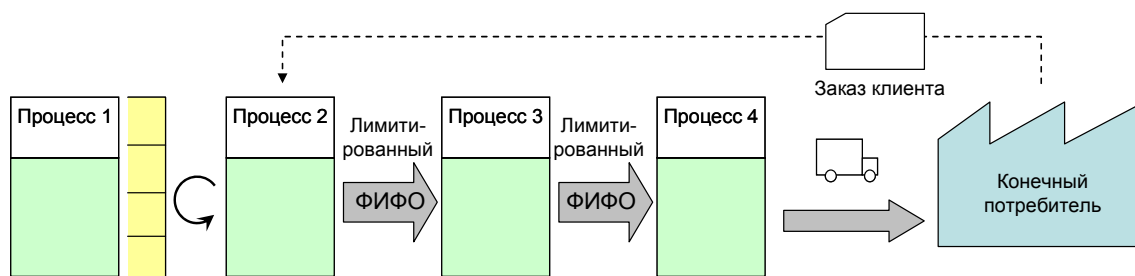 Заказ клиента
Процесс 1
Процесс 2
Лимити-
рованный
ФИФО
Процесс 3
Лимити-
рованный
ФИФО
Процесс 4
Конечный
потребитель